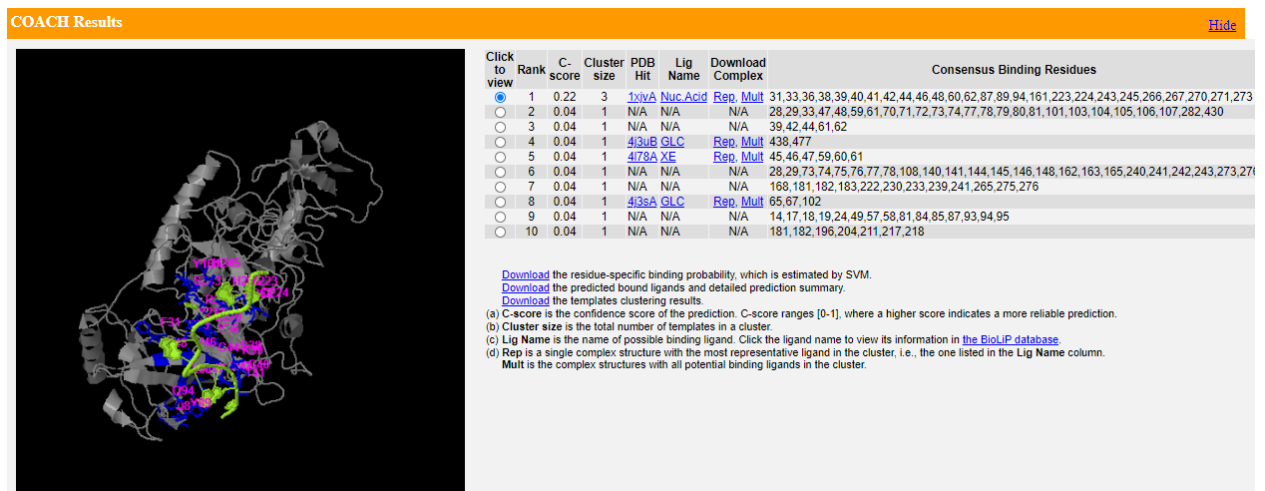 COACH Results
Hide
Click to view Rank C-score Cluster size PDB Hit Lig Name Download Complex Consensus Binding Residues
1 0.22 3 1xjvA Nuc.Acid Rep, Mult 31,33,36,38,39,40,41,42,44,46,48,60,62,87,89,94,161,223,224,243,245,266,267,270,271,273
2 0.04 1 N/A N/A N/A 28,29,33,47,48,59,61,70,71,72,73,74,77,78,79,80,81,101,103,104,105,106,107,282,430
3 0.04 1 N/A N/A N/A 39,42,44,61,62
4 0.04 1 4j3uB GLC Rep, Mult 438,477
5 0.04 1 4l78A XE Rep, Mult 45,46,47,59,60,61
6 0.04 1 N/A N/A N/A 28,29,73,74,75,76,77,78,108,140,141,144,145,146,148,162,163,165,240,241,242,243,273,276
7 0.04 1 N/A N/A N/A 168,181,182,183,222,230,233,239,241,265,275,276
8 0.04 1 4j3sA GLC Rep, Mult 65,67,102
9 0.04 1 N/A N/A N/A 14,17,18,19,24,49,57,58,81,84,85,87,93,94,95
10 0.04 1 N/A N/A N/A 181,182,196,204,211,217,218
Download the residue-specific binding probability, which is estimated by SVM.
Download the predicted bound ligands and detailed prediction summary.
Download the templates clustering results.
(a) C-score is the confidence score of the prediction. C-score ranges [0-1], where a higher score indicates a more reliable prediction.
(b) Cluster size is the total number of templates in a cluster.
(c) Lig Name is name of possible binding ligand. Click the ligand name to view its information in the BioLiP database.
(d) Rep is a single complex structure with the most representative ligand in the cluster, i.e., the one listed in the Lig Name column.
Mult is the complex structures with all potential binding ligands in the cluster.
F31